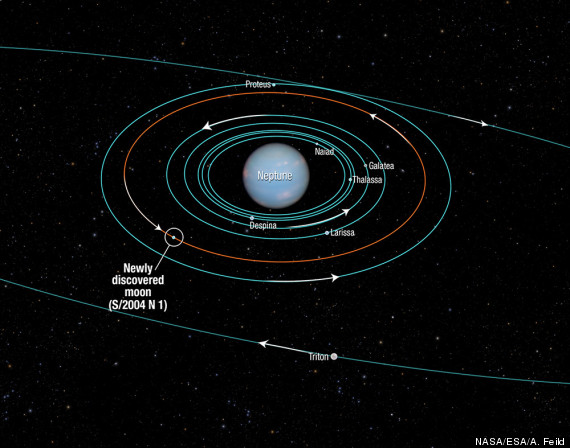 Proteus
Naiad
Galatea
Neptune
Thalassa
Despina
Larissa
Newly
discovered
moon
(S/2004 N 1)
Triton
NASA/ESA/A. Feild